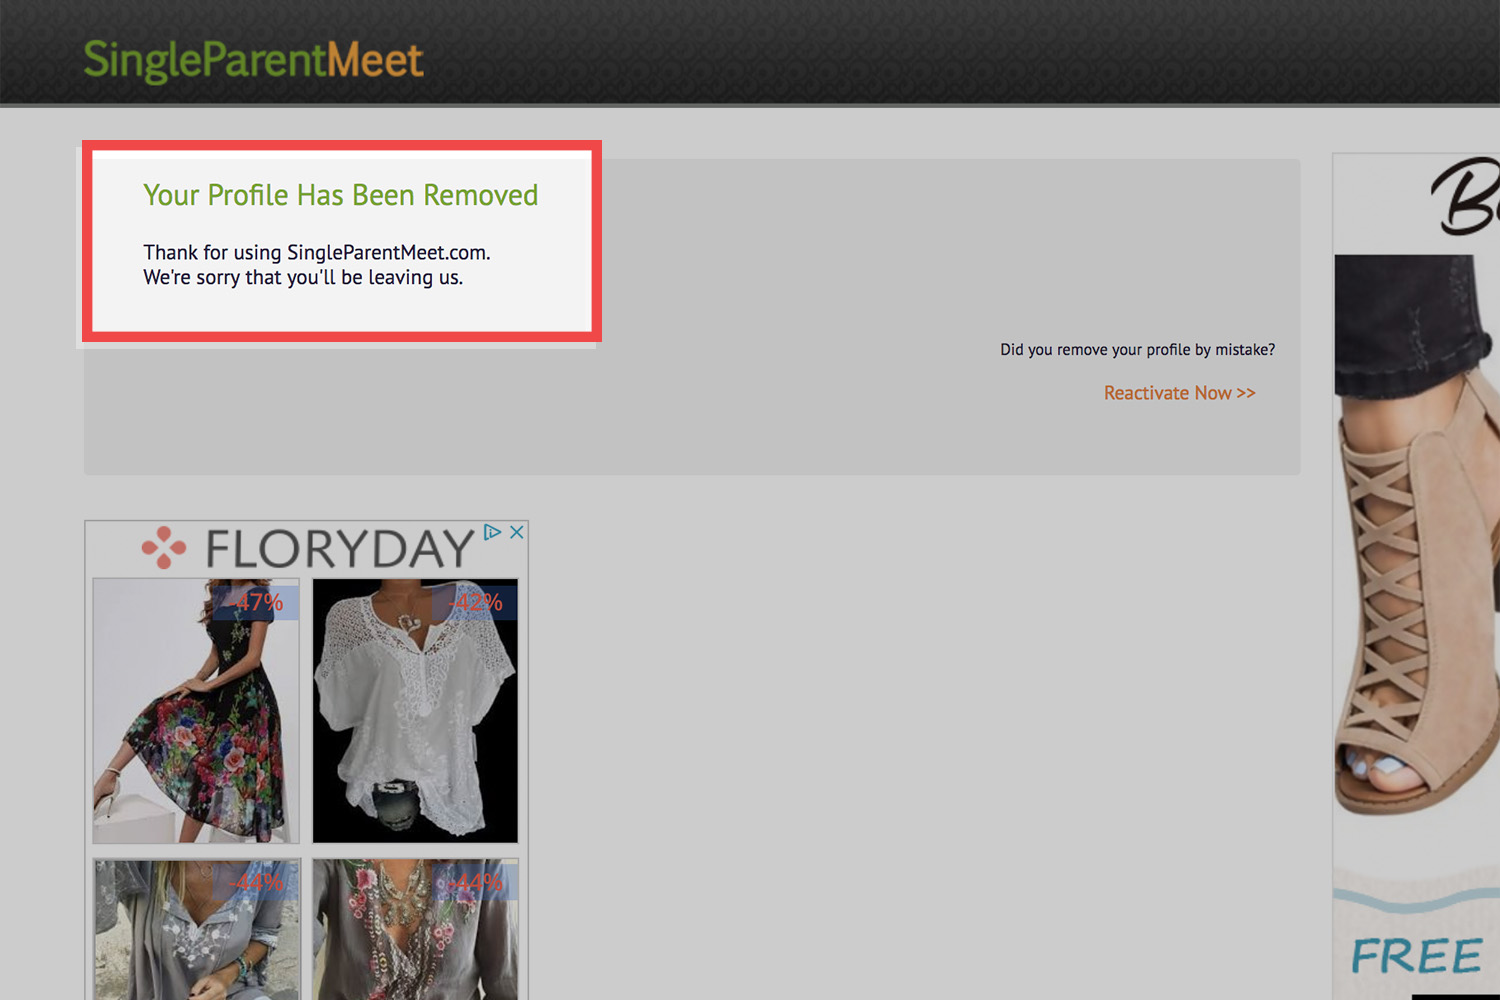 SingleParentMeet
Your Profile Has Been Removed
Thank for using SingleParentMeet.com.
We're sorry that you'll be leaving us.
Did you remove your profile by mistake?
Reactivate Now >>
FLORYDAY
-47%
-42%
-44%
-44%
FREE